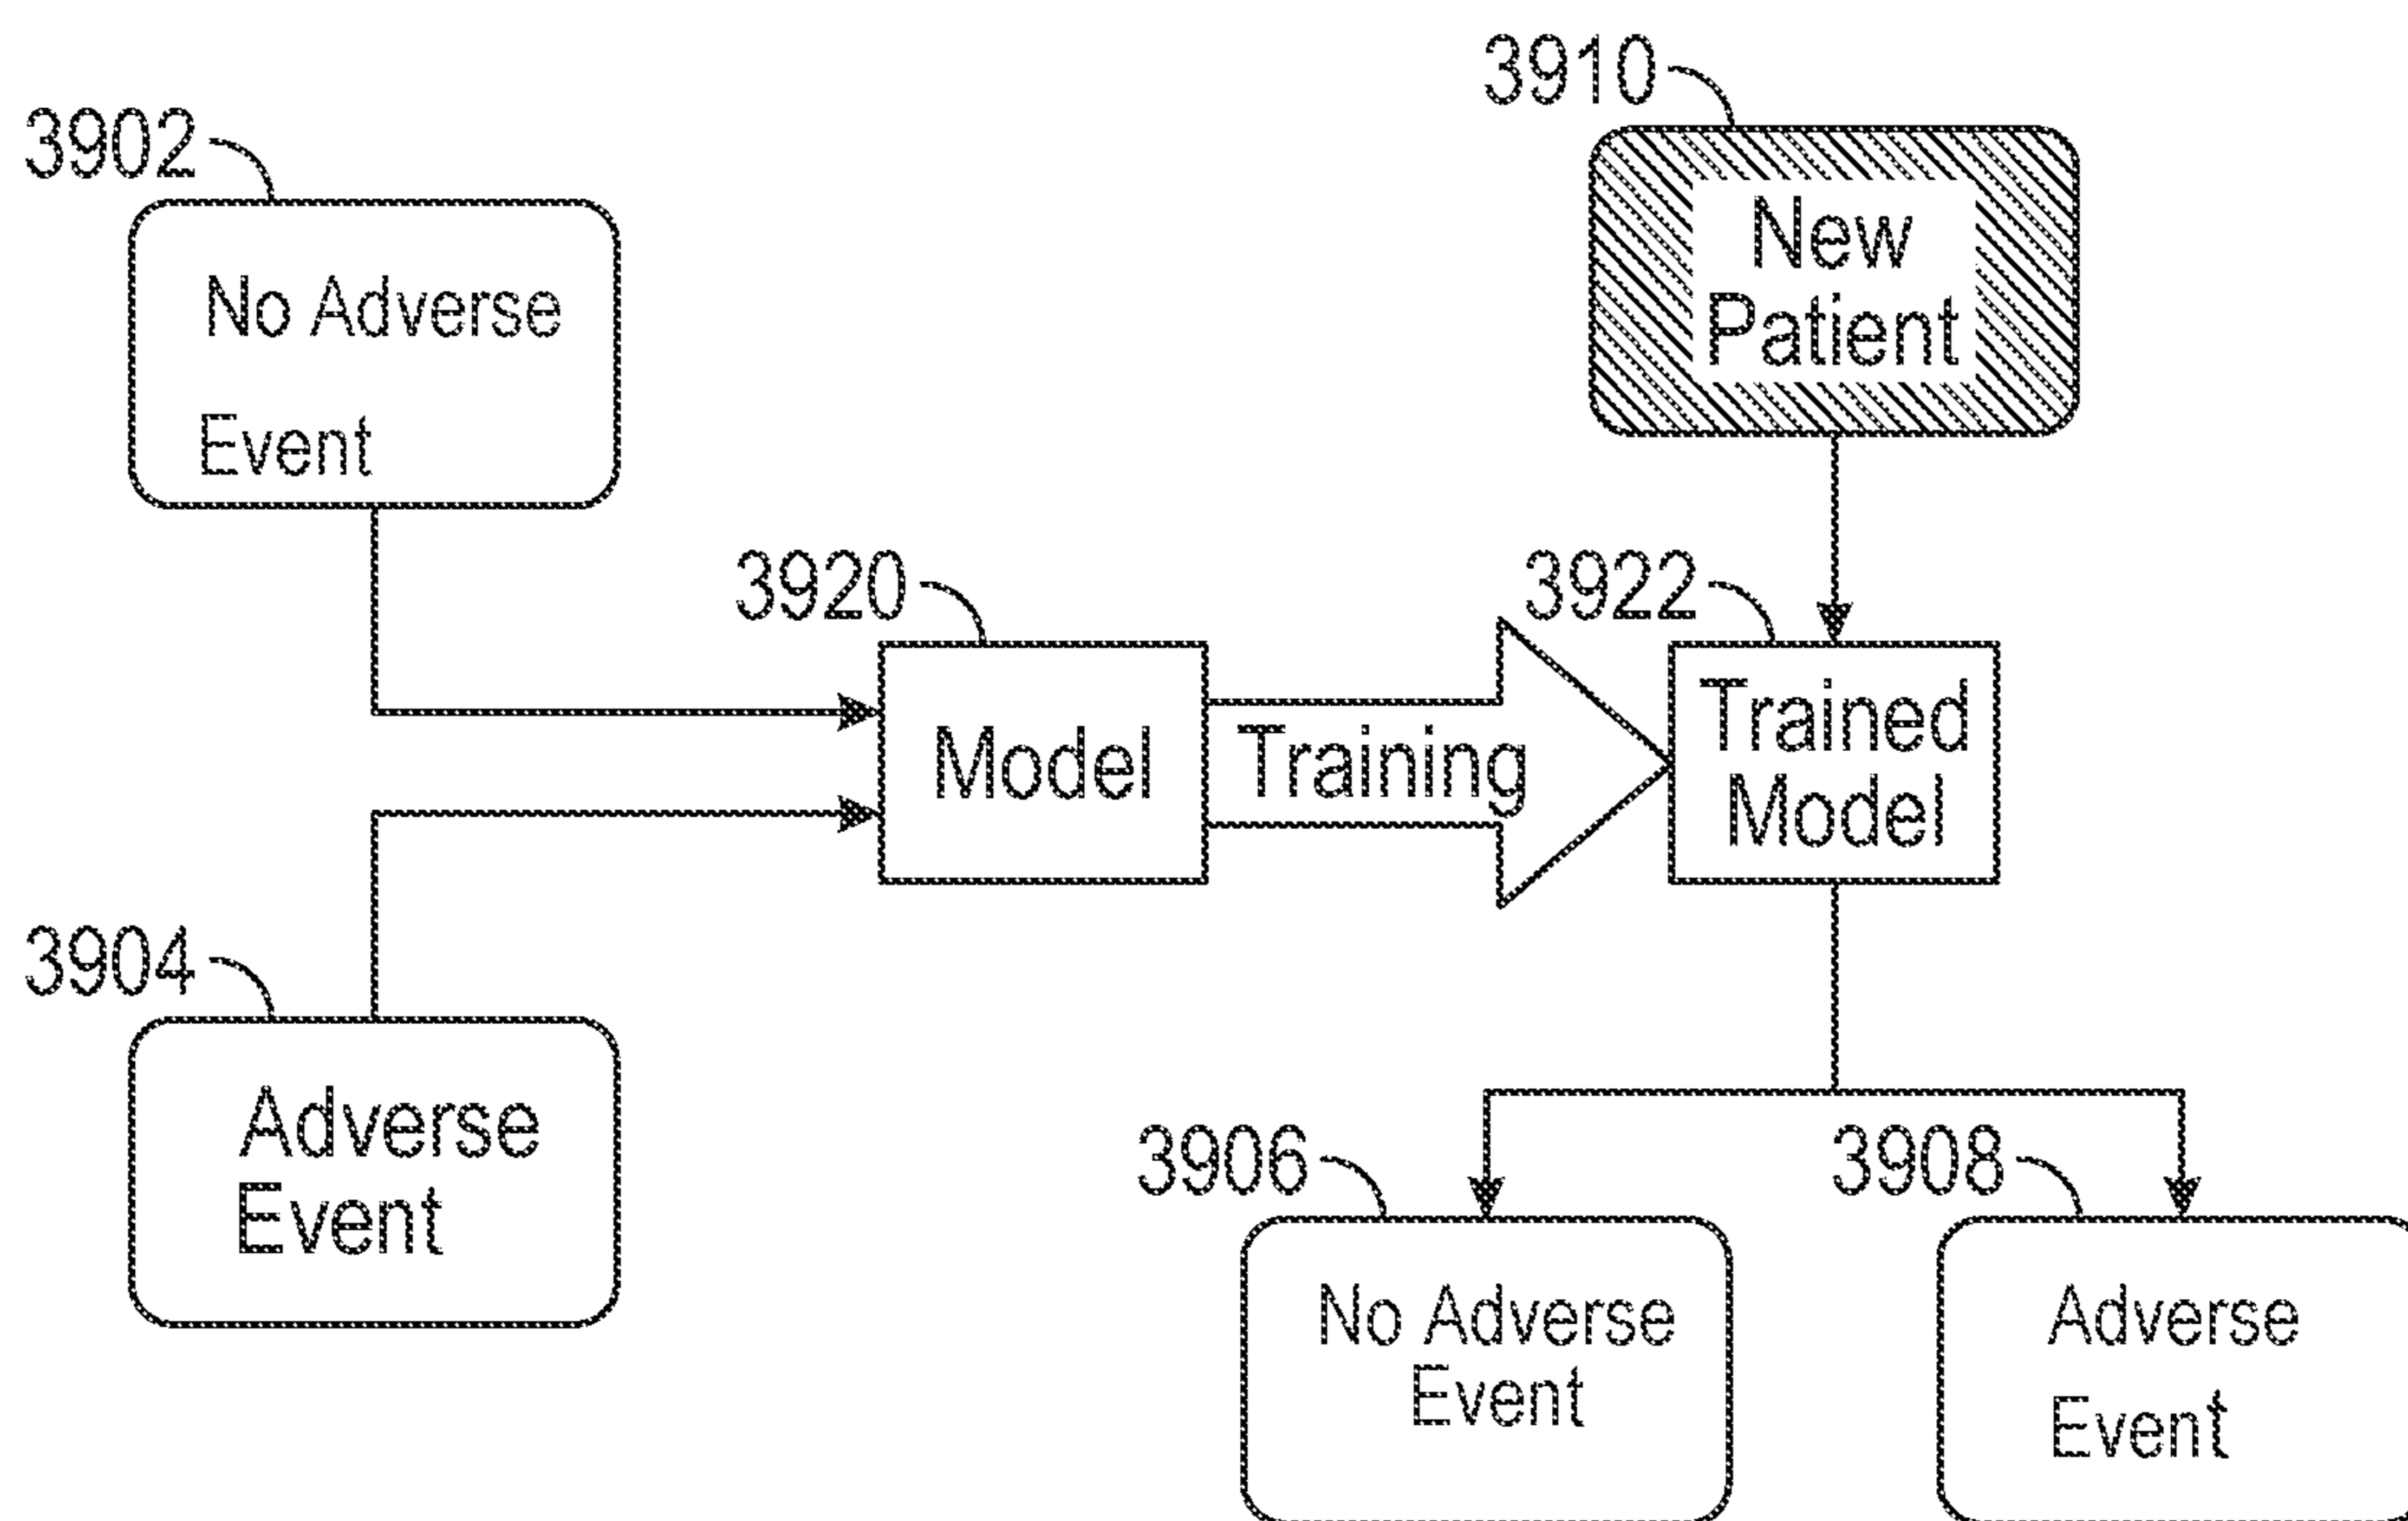 3910
3902
New
Patient
No Adverse
Event
3920
3922
Model
Training
Trained
Model
3904
Adverse
Event
3906
3908
No Adverse
Event
Adverse
Event